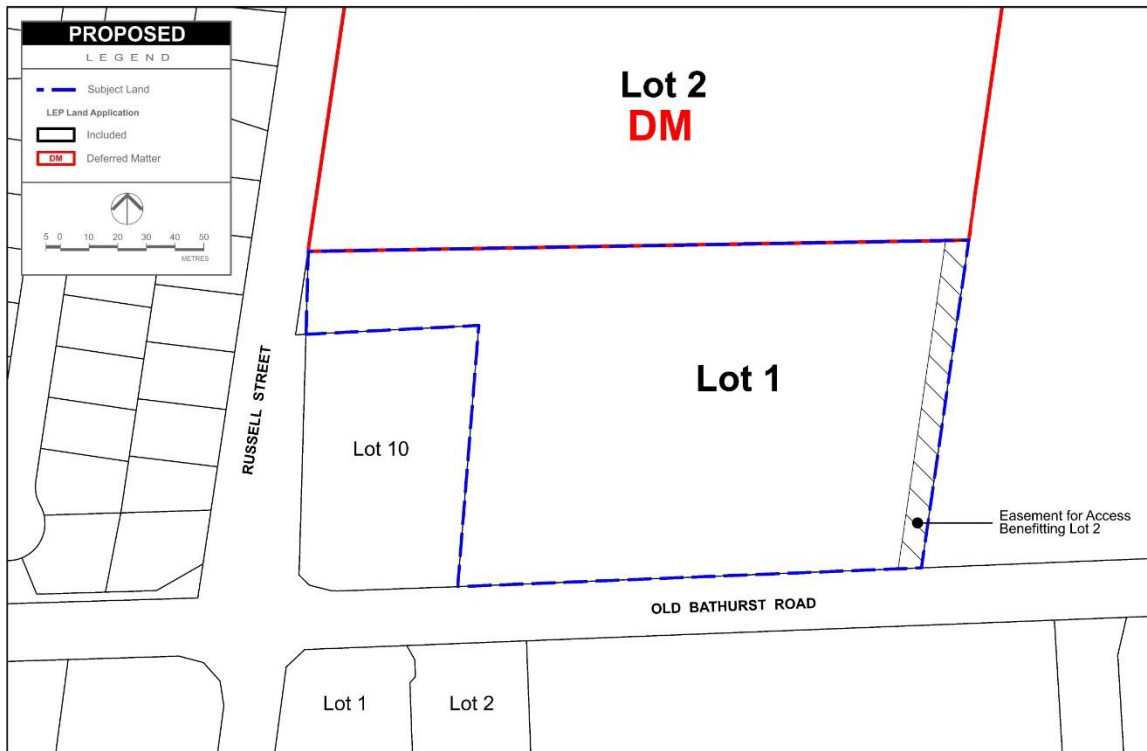 PROPOSED
LEGEND
Subject Land
LEP Land Application
Included
DM Deferred Matter
5 0 10 20 30 40 50
METRES
Lot 2
DM
Lot 1
RUSSELL STREET
Lot 10
Easement for Access
Benefitting Lot 2
OLD BATHURST ROAD
Lot 1
Lot 2